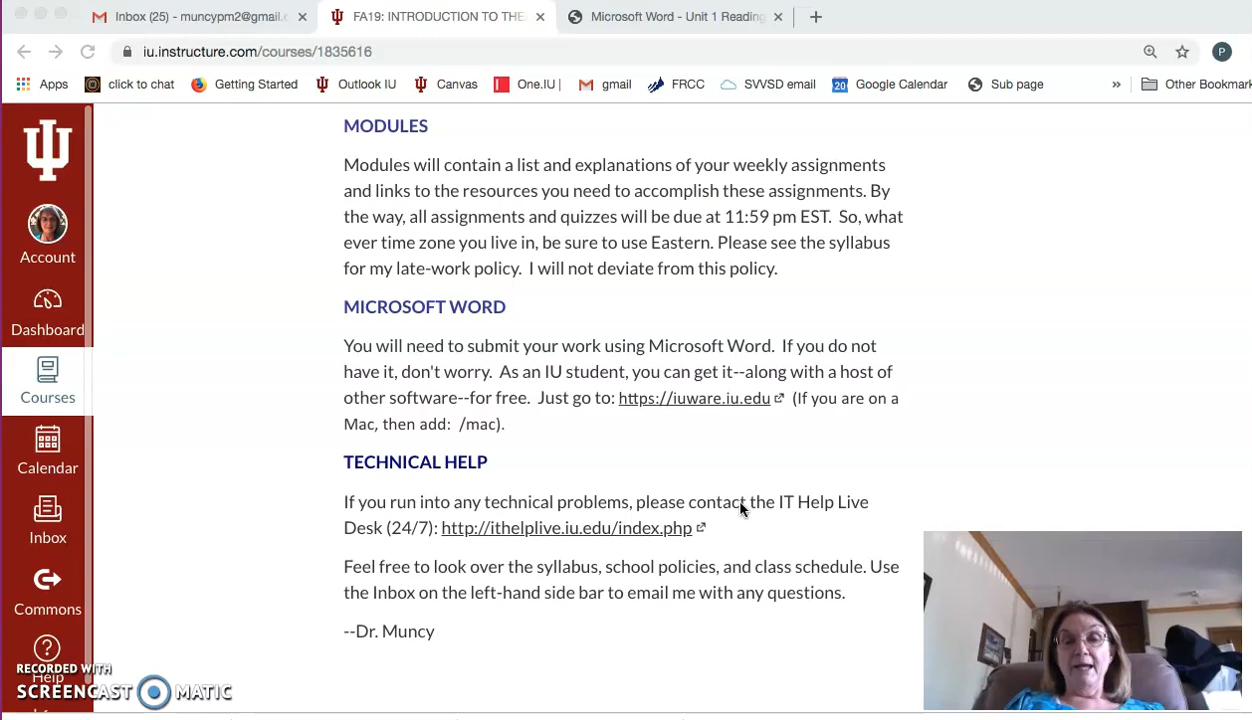 Inbox (25) - muncypm2@gmail.c
FA19: INTRODUCTION TO THE
Microsoft Word - Unit 1 Reading
iu.instructure.com/courses/1835616
P
Apps
click to chat
Getting Started
Outlook IU
Canvas
One.IU |
gmail
FRCC
SVVSD email
20
Google Calendar
Sub page
»
Other Bookmar
Account
Dashboard
Courses
Calendar
Inbox
Commons
Help
MODULES
Modules will contain a list and explanations of your weekly assignments
and links to the resources you need to accomplish these assignments. By
the way, all assignments and quizzes will be due at 11:59 pm EST. So, what
ever time zone you live in, be sure to use Eastern. Please see the syllabus
for my late-work policy. I will not deviate from this policy.
MICROSOFT WORD
You will need to submit your work using Microsoft Word. If you do not
have it, don't worry. As an IU student, you can get it--along with a host of
other software--for free. Just go to: https://iuware.iu.edu (If you are on a
Mac, then add: /mac).
TECHNICAL HELP
If you run into any technical problems, please contact the IT Help Live
Desk (24/7): http://ithelplive.iu.edu/index.php
Feel free to look over the syllabus, school policies, and class schedule. Use
the Inbox on the left-hand side bar to email me with any questions.
--Dr. Muncy
RECORDED WITH
SCREENCAST MATIC